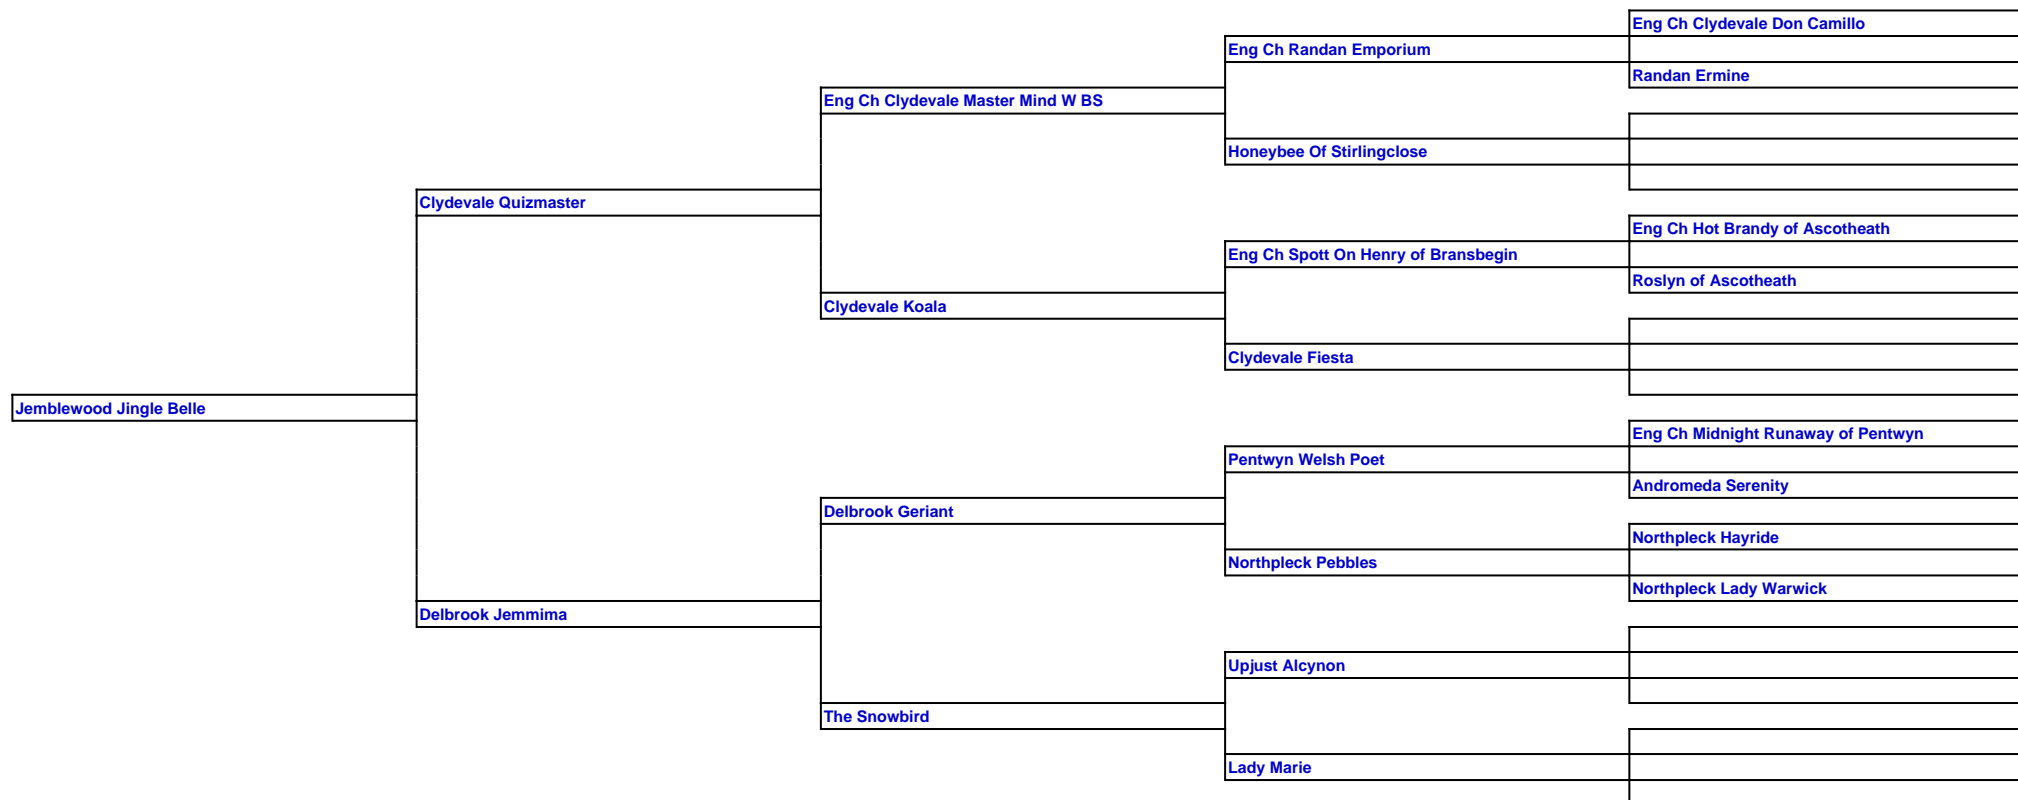 Eng Ch Clydevale Don Camillo
Eng Ch Randan Emporium
Randan Ermine
Eng Ch Clydevale Master Mind W BS
Honeybee Of Stirlingclose
Clydevale Quizmaster
Eng Ch Hot Brandy of Ascotheath
Eng Ch Spott On Henry of Bransbegin
Roslyn of Ascotheath
Clydevale Koala
Clydevale Fiesta
Jemblewood Jingle Belle
Eng Ch Midnight Runaway of Pentwyn
Pentwyn Welsh Poet
Andromeda Serenity
Delbrook Geriant
Northpleck Hayride
Northpleck Pebbles
Northpleck Lady Warwick
Delbrook Jemmima
Upjust Alcynon
The Snowbird
Lady Marie